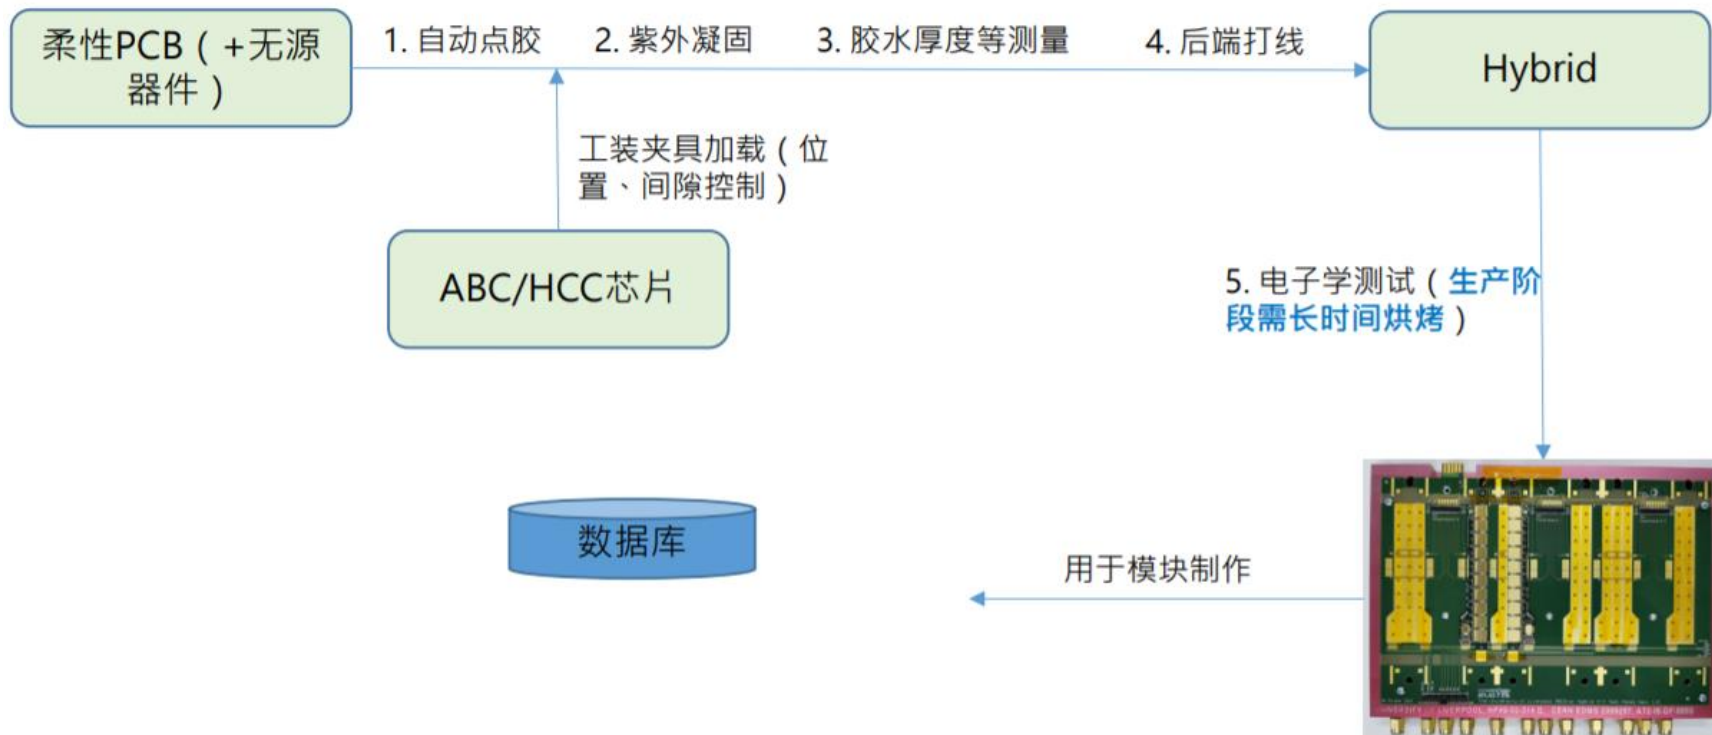 柔性PCB（+无源
器件）
1. 自动点胶
2. 紫外凝固
3. 胶水厚度等测量
4. 后端打线
Hybrid
工装夹具加载（位
置、间隙控制）
ABC/HCC芯片
5. 电子学测试（生产阶
段需长时间烘烤）
数据库
用于模块制作